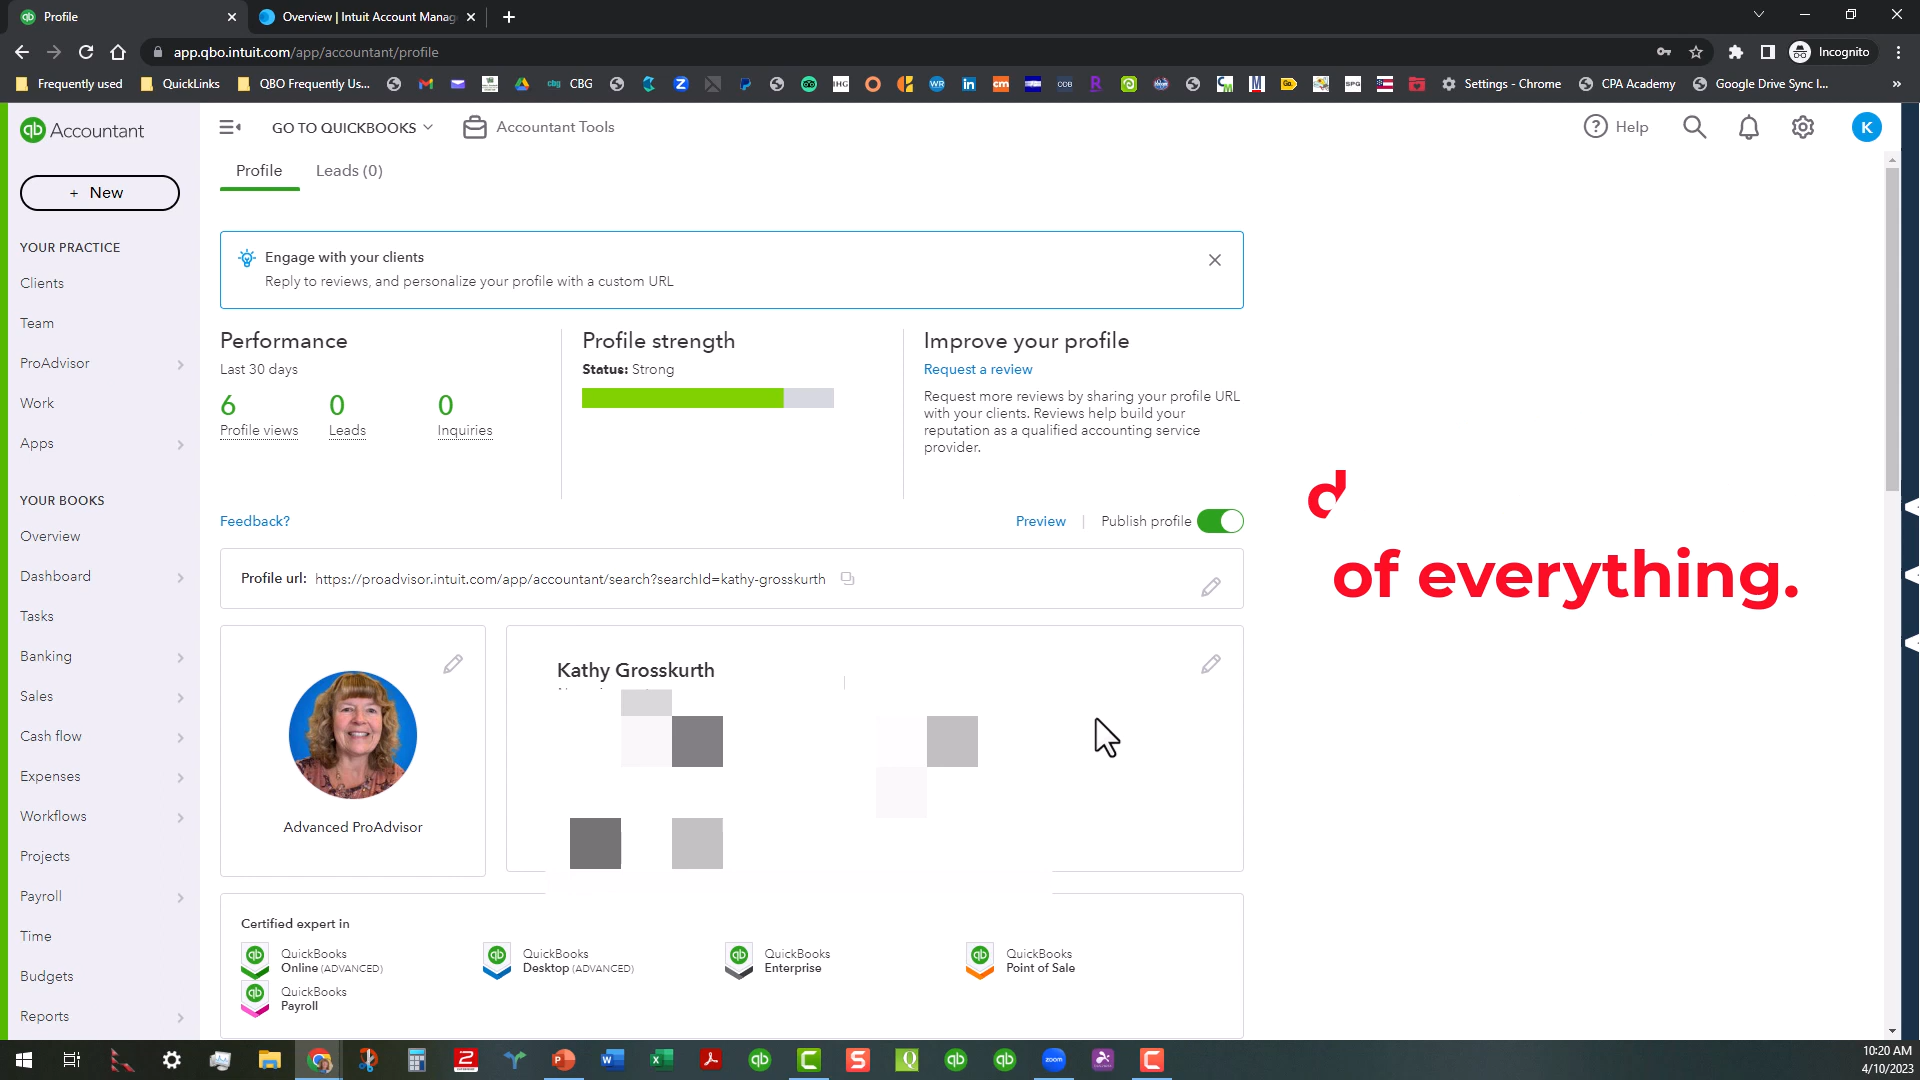 Profile
Overview | Intuit Account Manag
app.qbo.intuit.com/app/accountant/profile
Incognito
Frequently used
QuickLinks
QBO Frequently Us...
CBG
Settings - Chrome
CPA Academy
Google Drive Sync I...
»
qb Accountant
GO TO QUICKBOOKS
Accountant Tools
Help
K
+ New
Profile
Leads (0)
YOUR PRACTICE
Clients
Team
ProAdvisor
Work
Apps
YOUR BOOKS
Overview
Dashboard
Tasks
Banking
Sales
Cash flow
Expenses
Workflows
Projects
Payroll
Time
Budgets
Reports
Engage with your clients
Reply to reviews, and personalize your profile with a custom URL
Performance
Last 30 days
6
Profile views
0
Leads
0
Inquiries
Profile strength
Status: Strong
Improve your profile
Request a review
Request more reviews by sharing your profile URL
with your clients. Reviews help build your
reputation as a qualified accounting service
provider.
Feedback?
Preview
Publish profile
of everything.
Profile url: https://proadvisor.intuit.com/app/accountant/search?searchId=kathy-grosskurth
Advanced ProAdvisor
Kathy Grosskurth
Certified expert in
QuickBooks
Online (ADVANCED)
QuickBooks
Desktop (ADVANCED)
QuickBooks
Enterprise
QuickBooks
Point of Sale
QuickBooks
Payroll
10:20 AM
4/10/2023